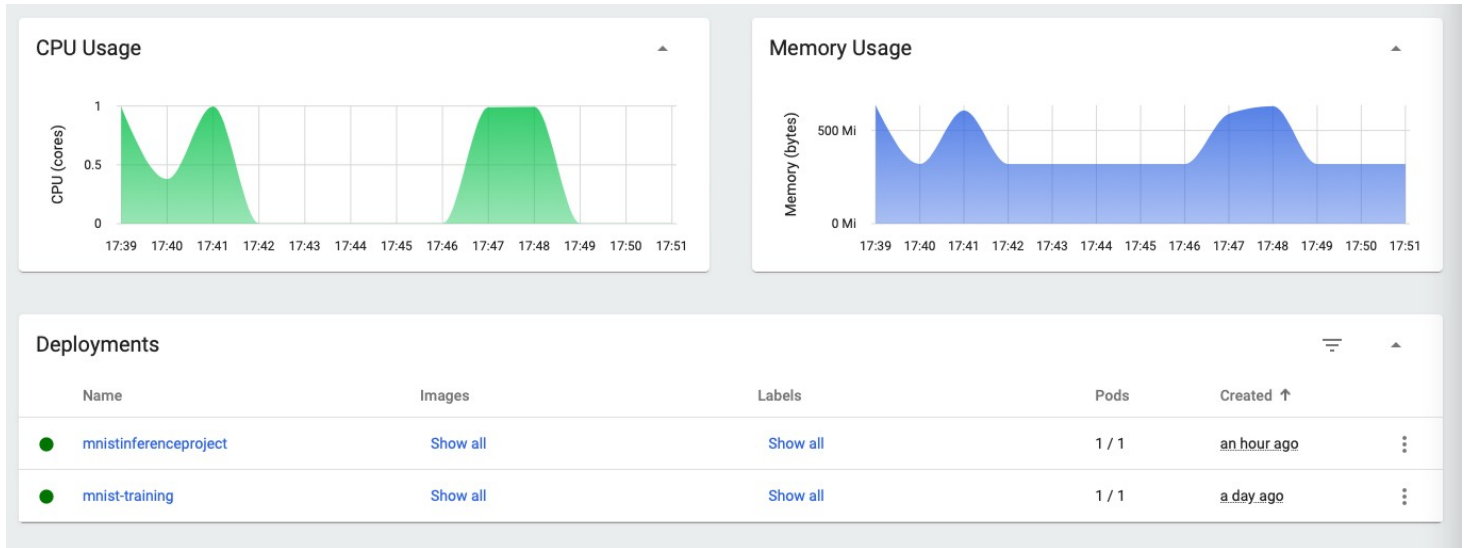 CPU Usage
CPU (cores)
1
0.5
0
17:39 17:40 17:41 17:42 17:43 17:44 17:45 17:46 17:47 17:48 17:49 17:50 17:51
Memory Usage
Memory (bytes)
500 Mi
0 Mi
17:39 17:40 17:41 17:42 17:43 17:44 17:45 17:46 17:47 17:48 17:49 17:50 17:51
Deployments
Name Images Labels Pods Created ↑
mnistinferenceproject Show all Show all 1 / 1 an hour ago
mnist-training Show all Show all 1 / 1 a day ago